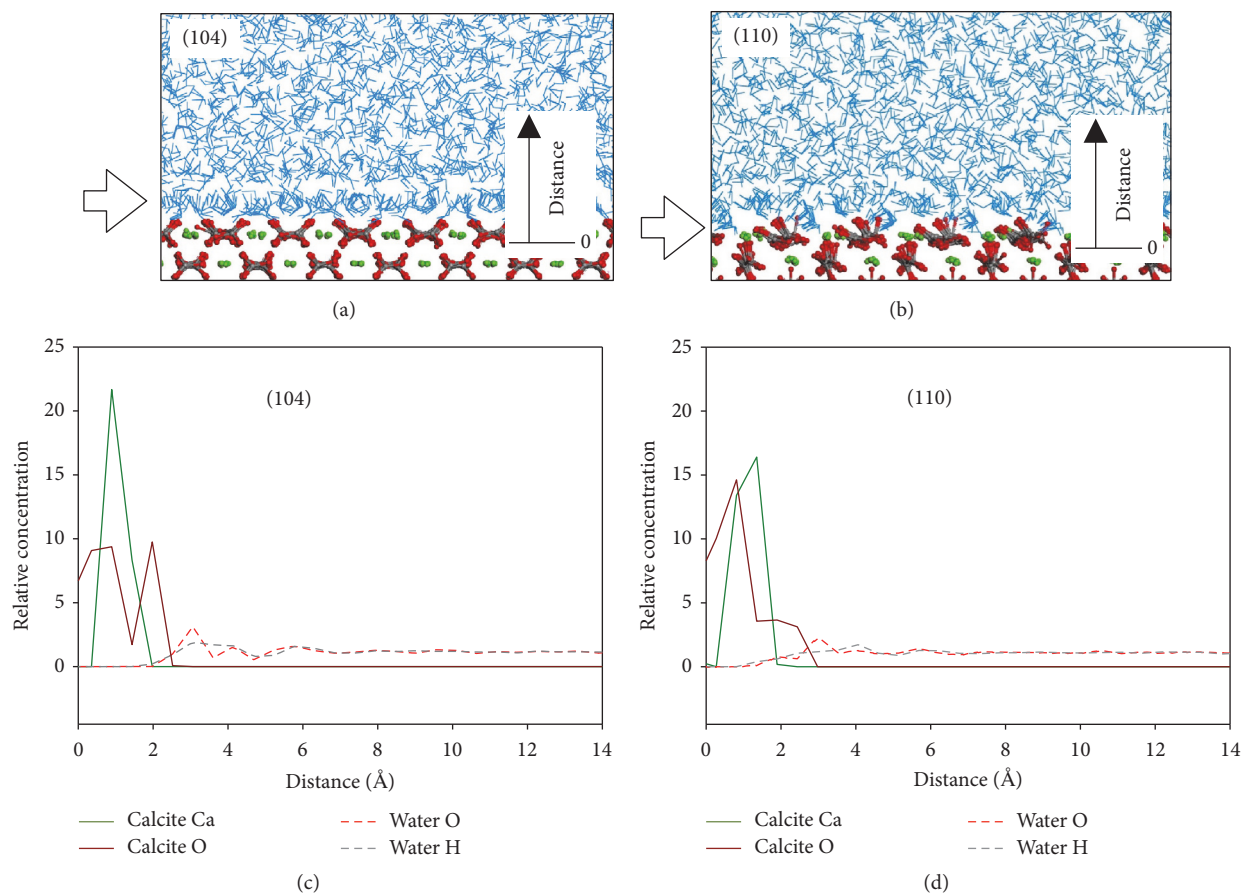 (104)
Distance
0
(a)
(110)
Distance
0
(b)
25
20
15
10
5
0
Relative concentration
(104)
0 2 4 6 8 10 12 14
Distance (Å)
Calcite Ca
Calcite O
Water O
Water H
(c)
25
20
15
10
5
0
Relative concentration
(110)
0 2 4 6 8 10 12 14
Distance (Å)
Calcite Ca
Calcite O
Water O
Water H
(d)